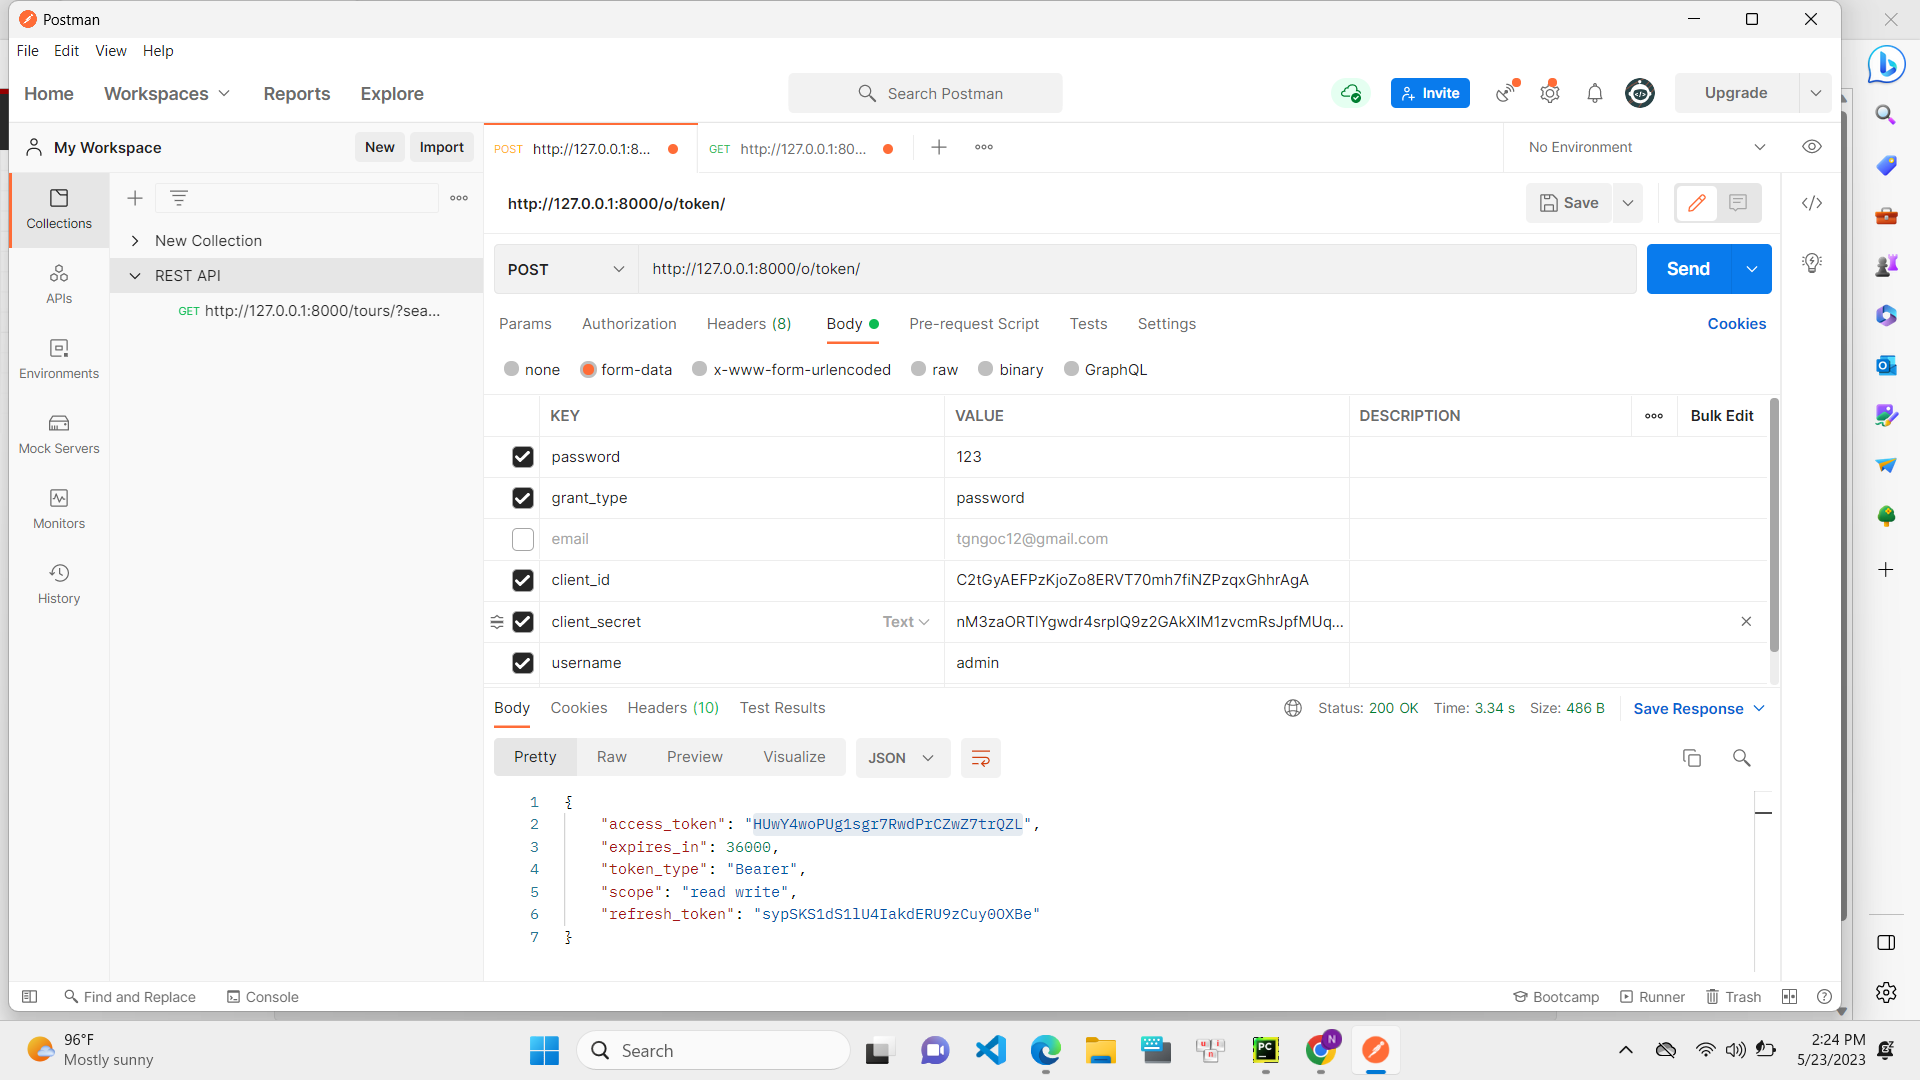 Postman
File Edit View Help
Home Workspaces Reports Explore
Search Postman
Invite
Upgrade
My Workspace
New Import
POST http://127.0.0.1:8...
GET http://127.0.0.1:80...
No Environment
Collections
APIs
Environments
Mock Servers
Monitors
History
New Collection
REST API
GET http://127.0.0.1:8000/tours/?sea...
http://127.0.0.1:8000/o/token/
Save
POST http://127.0.0.1:8000/o/token/
Send
Params Authorization Headers (8) Body Pre-request Script Tests Settings
Cookies
none form-data x-www-form-urlencoded raw binary GraphQL
KEY VALUE DESCRIPTION Bulk Edit
password 123
grant_type password
email tgngoc12@gmail.com
client_id C2tGyAEFPzKjoZo8ERVT70mh7fiNZPzqxGhhrAgA
client_secret Text nM3zaORTlYgwdr4srplQ9z2GAkXIM1zvcmRsJpfMUq...
username admin
Body Cookies Headers (10) Test Results
Status: 200 OK Time: 3.34 s Size: 486 B Save Response
Pretty Raw Preview Visualize JSON
1 {
2 "access_token": "HUwY4woPUg1sgr7RwdPrCZwZ7trQZL",
3 "expires_in": 36000,
4 "token_type": "Bearer",
5 "scope": "read write",
6 "refresh_token": "sypSKS1dS1lU4IakdERU9zCuy0OXBe"
7 }
Find and Replace Console
Bootcamp Runner Trash
96°F
Mostly sunny
Search
PC
N
2:24 PM
5/23/2023